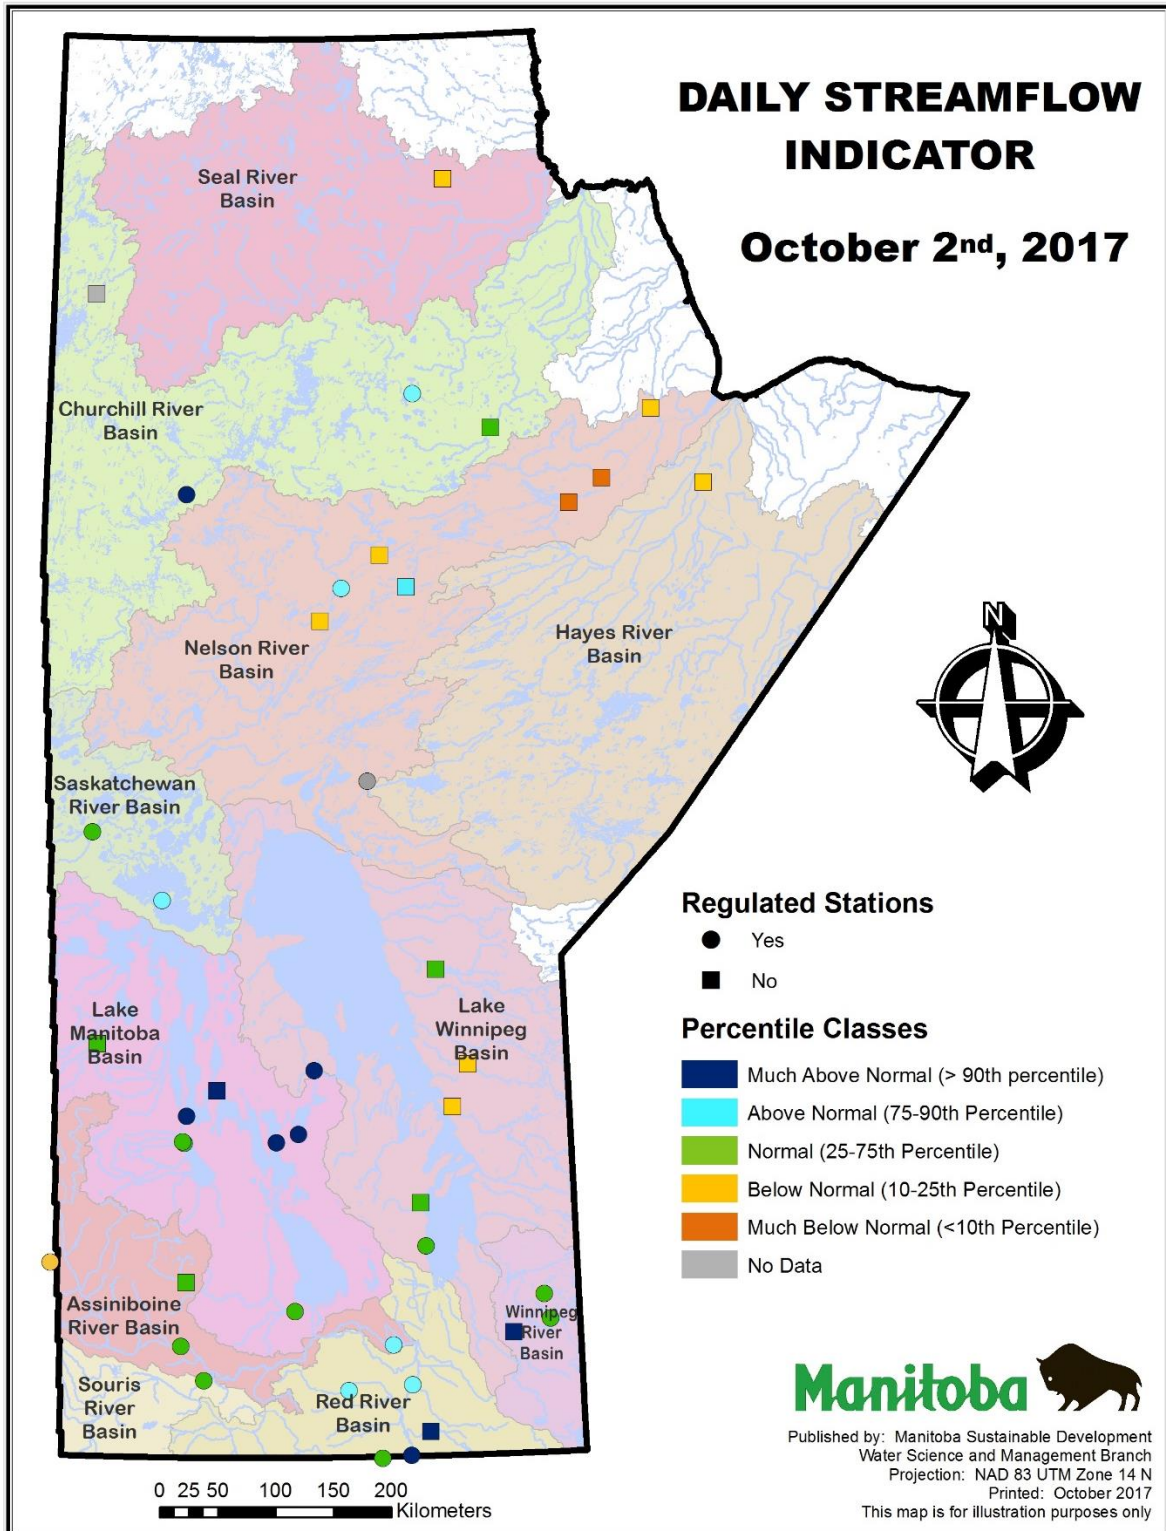 DAILY STREAMFLOW
INDICATOR
October 2nd, 2017
Seal River
Basin
Churchill River
Basin
Nelson River
Basin
Hayes River
Basin
N
Saskatchewan
River Basin
Lake
Manitoba
Basin
Lake
Winnipeg
Basin
Assiniboine
River Basin
Winnipeg
River
Basin
Souris
River
Basin
Red River
Basin
Regulated Stations
Yes
No
Percentile Classes
Much Above Normal (> 90th percentile)
Above Normal (75-90th Percentile)
Normal (25-75th Percentile)
Below Normal (10-25th Percentile)
Much Below Normal (<10th Percentile)
No Data
Manitoba
Published by: Manitoba Sustainable Development
Water Science and Management Branch
Projection: NAD 83 UTM Zone 14 N
Printed: October 2017
This map is for illustration purposes only
0 25 50 100 150 200
Kilometers